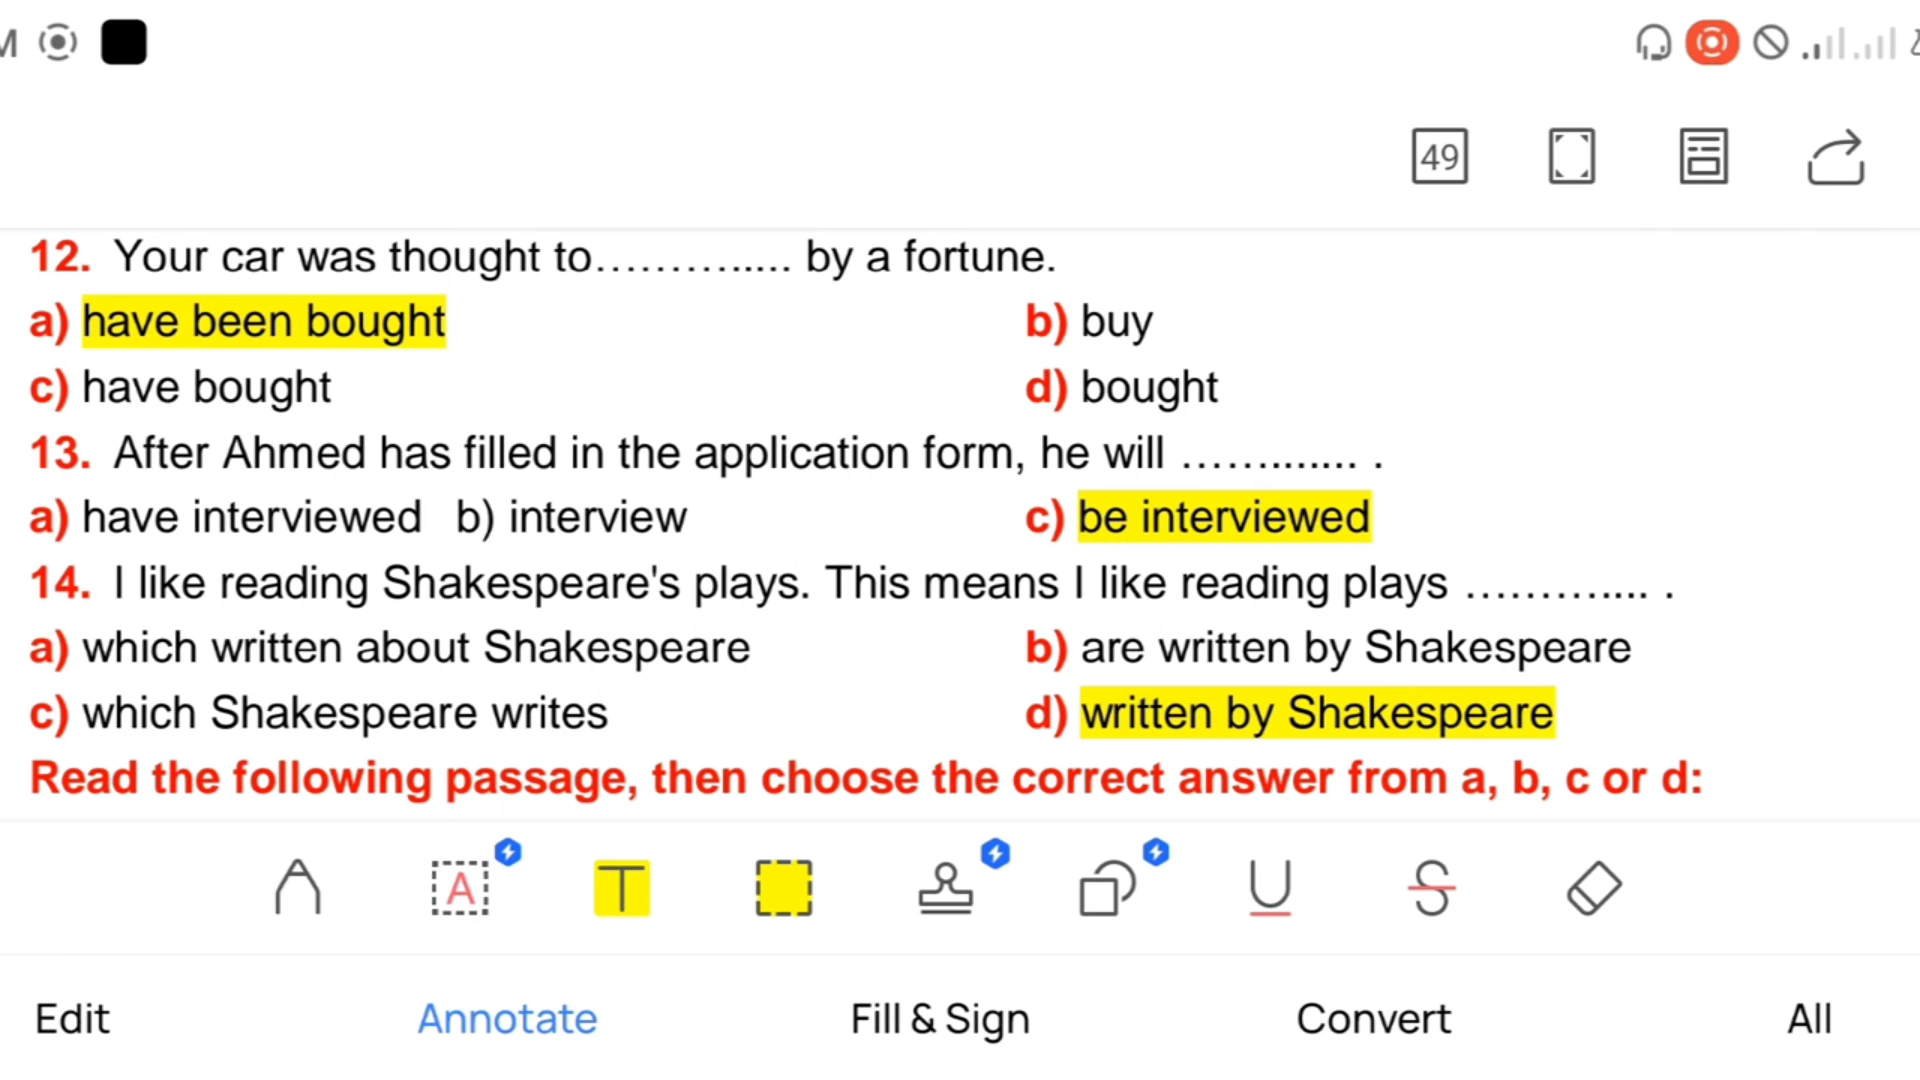 49
12. Your car was thought to……….….. by a fortune.
a) have been bought b) buy
c) have bought d) bought
13. After Ahmed has filled in the application form, he will ……........ .
a) have interviewed b) interview c) be interviewed
14. I like reading Shakespeare's plays. This means I like reading plays ………….... .
a) which written about Shakespeare b) are written by Shakespeare
c) which Shakespeare writes d) written by Shakespeare
Read the following passage, then choose the correct answer from a, b, c or d:
A T U S
Edit Annotate Fill & Sign Convert All